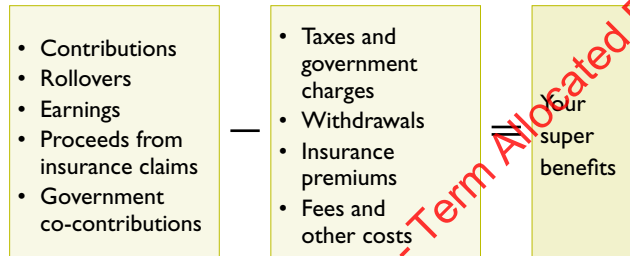 • Contributions
• Rollovers
• Earnings
• Proceeds from
insurance claims
• Government
co-contributions
—
• Taxes and
government
charges
• Withdrawals
• Insurance
premiums
• Fees and
other costs
=
Your
super
benefits
Term Allocated